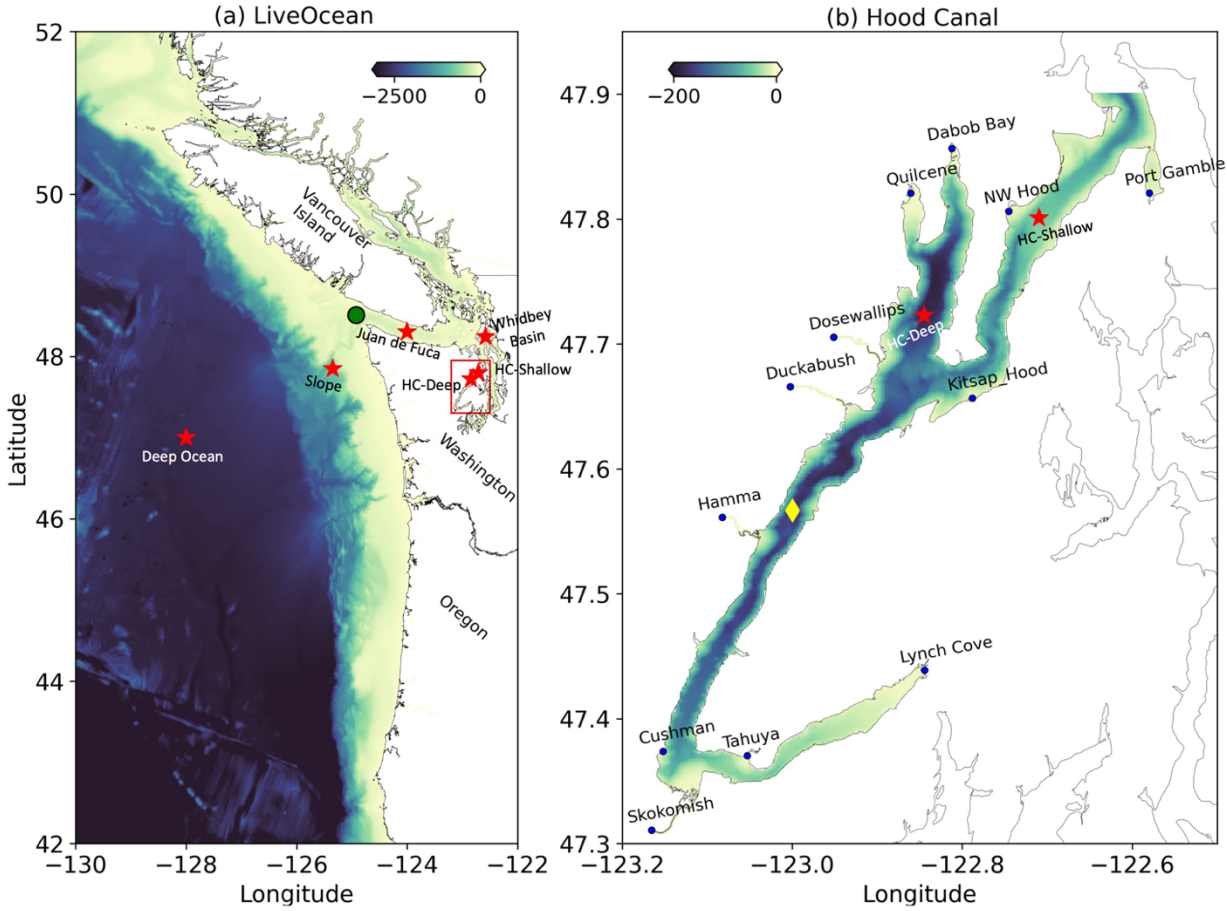 (a) LiveOcean
52
50
48
46
44
42
−130
−128
−126
−124
−122
Latitude
Longitude
−2500
0
Vancouver
Island
Juan de Fuca
Whidbey
Basin
Slope
HC-Deep
HC-Shallow
Deep Ocean
Washington
Oregon
(b) Hood Canal
47.9
47.8
47.7
47.6
47.5
47.4
47.3
−123.2
−123.0
−122.8
−122.6
Longitude
−200
0
Dabob Bay
Quilcene
NW Hood
Port Gamble
HC-Shallow
Dosewallips
HC-Deep
Duckabush
Kitsap_Hood
Hamma
Lynch Cove
Cushman
Tahuya
Skokomish